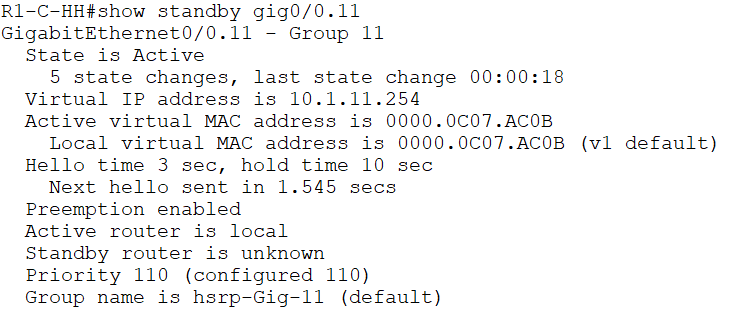 R1-C-HH#show standby gig0/0.11
GigabitEthernet0/0.11 - Group 11
State is Active
5 state changes, last state change 00:00:18
Virtual IP address is 10.1.11.254
Active virtual MAC address is 0000.0C07.AC0B
Local virtual MAC address is 0000.0C07.AC0B (v1 default)
Hello time 3 sec, hold time 10 sec
Next hello sent in 1.545 secs
Preemption enabled
Active router is local
Standby router is unknown
Priority 110 (configured 110)
Group name is hsrp-Gig-11 (default)